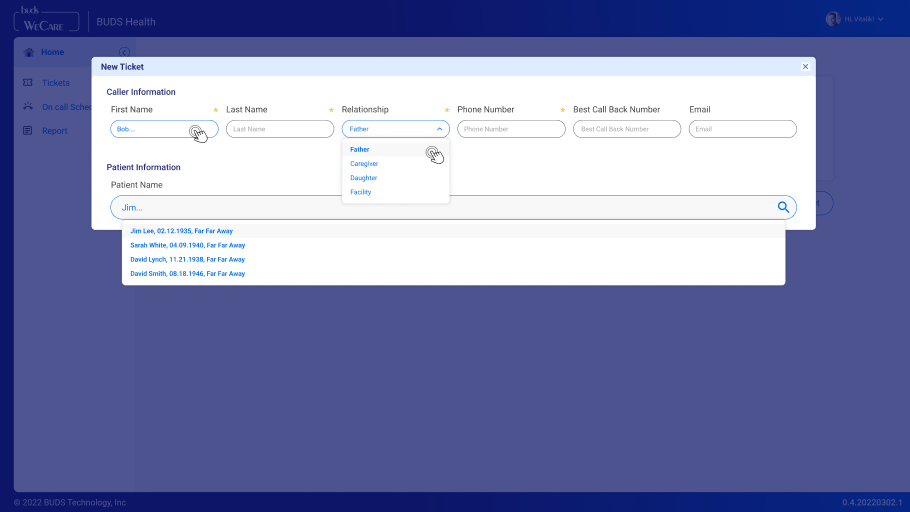 buds
WECARE
BUDS Health
Hi, Vitalik!
Home
Tickets
On call Sched
Report
New Ticket
Caller Information
First Name * Last Name * Relationship * Phone Number * Best Call Back Number Email
Bob... Last Name Father Phone Number Best Call Back Number Email
Father
Caregiver
Daughter
Facility
Patient Information
Patient Name
Jim...
Jim Lee, 02.12.1935, Far Far Away
Sarah White, 04.09.1940, Far Far Away
David Lynch, 11.21.1938, Far Far Away
David Smith, 08.18.1946, Far Far Away
© 2022 BUDS Technology, Inc
0.4.20220302.1